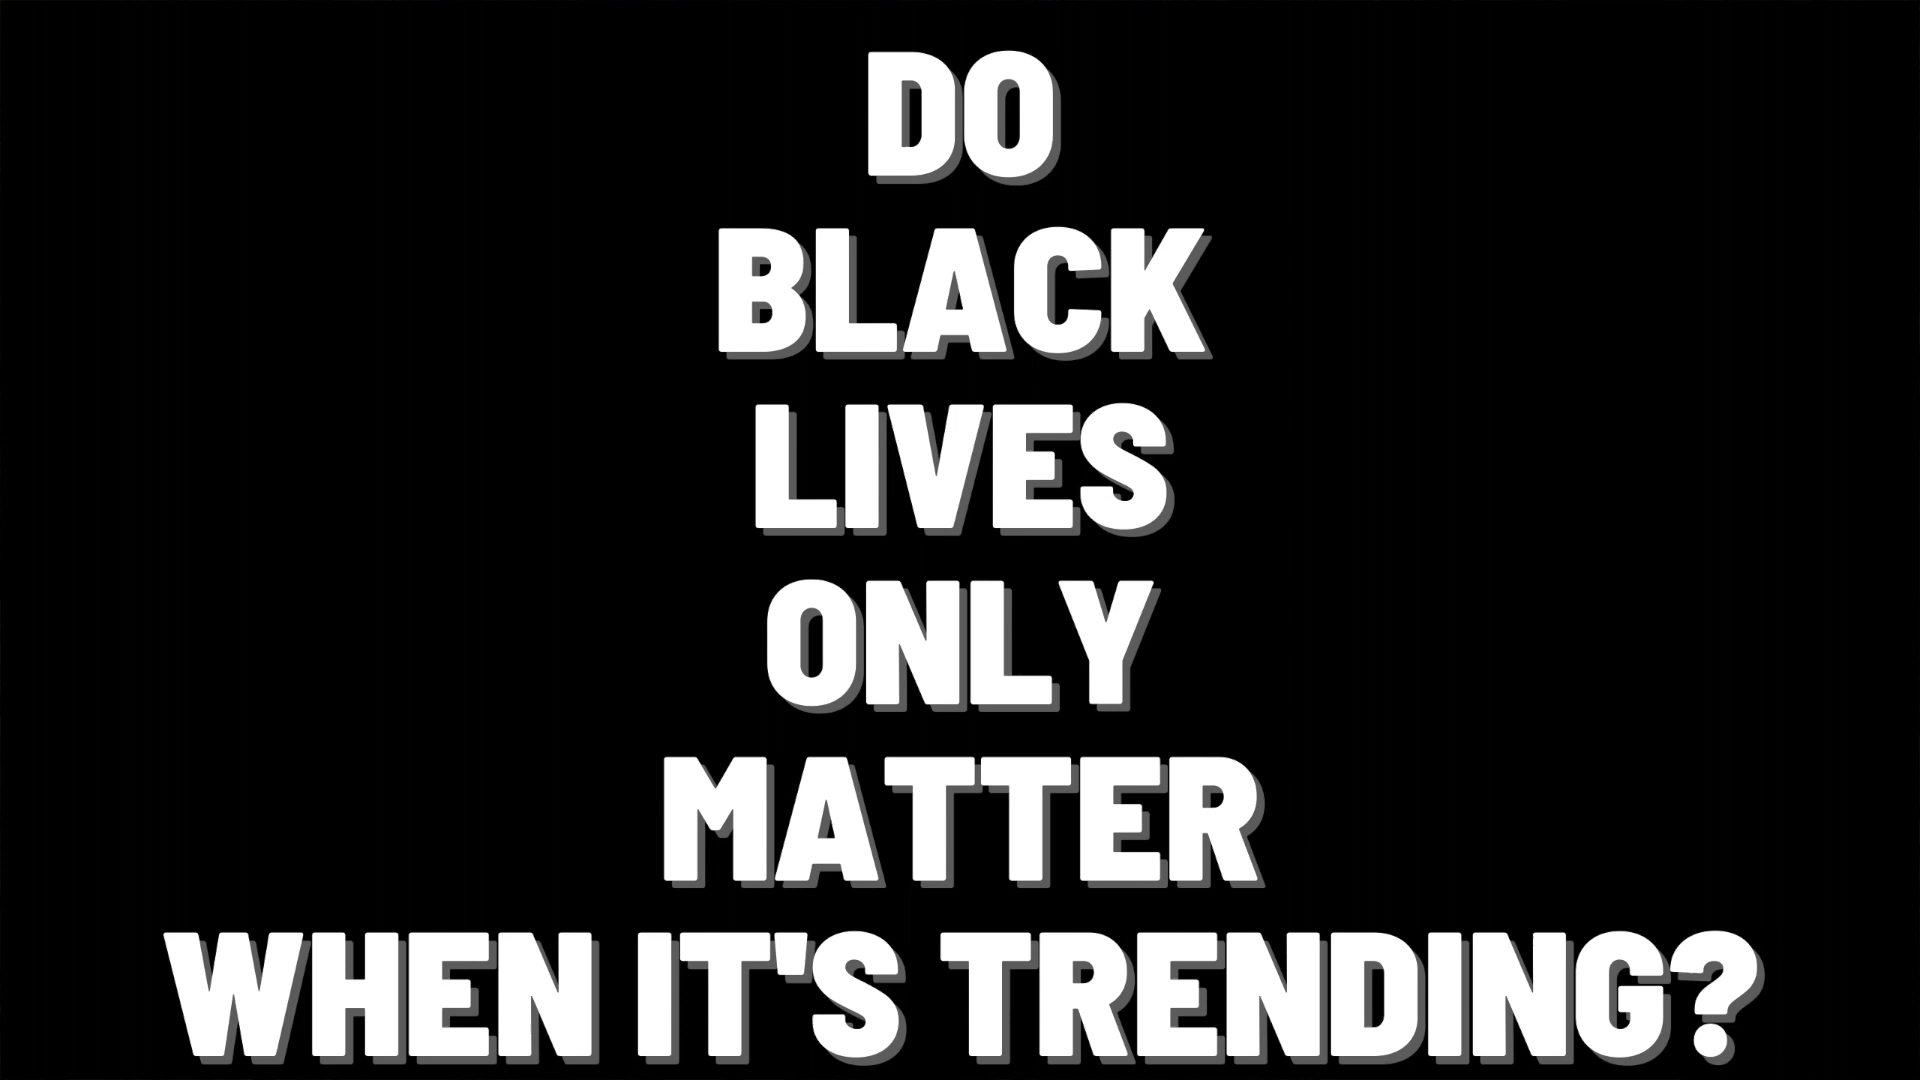 DO
BLACK
LIVES
ONLY
MATTER
WHEN IT'S TRENDING?